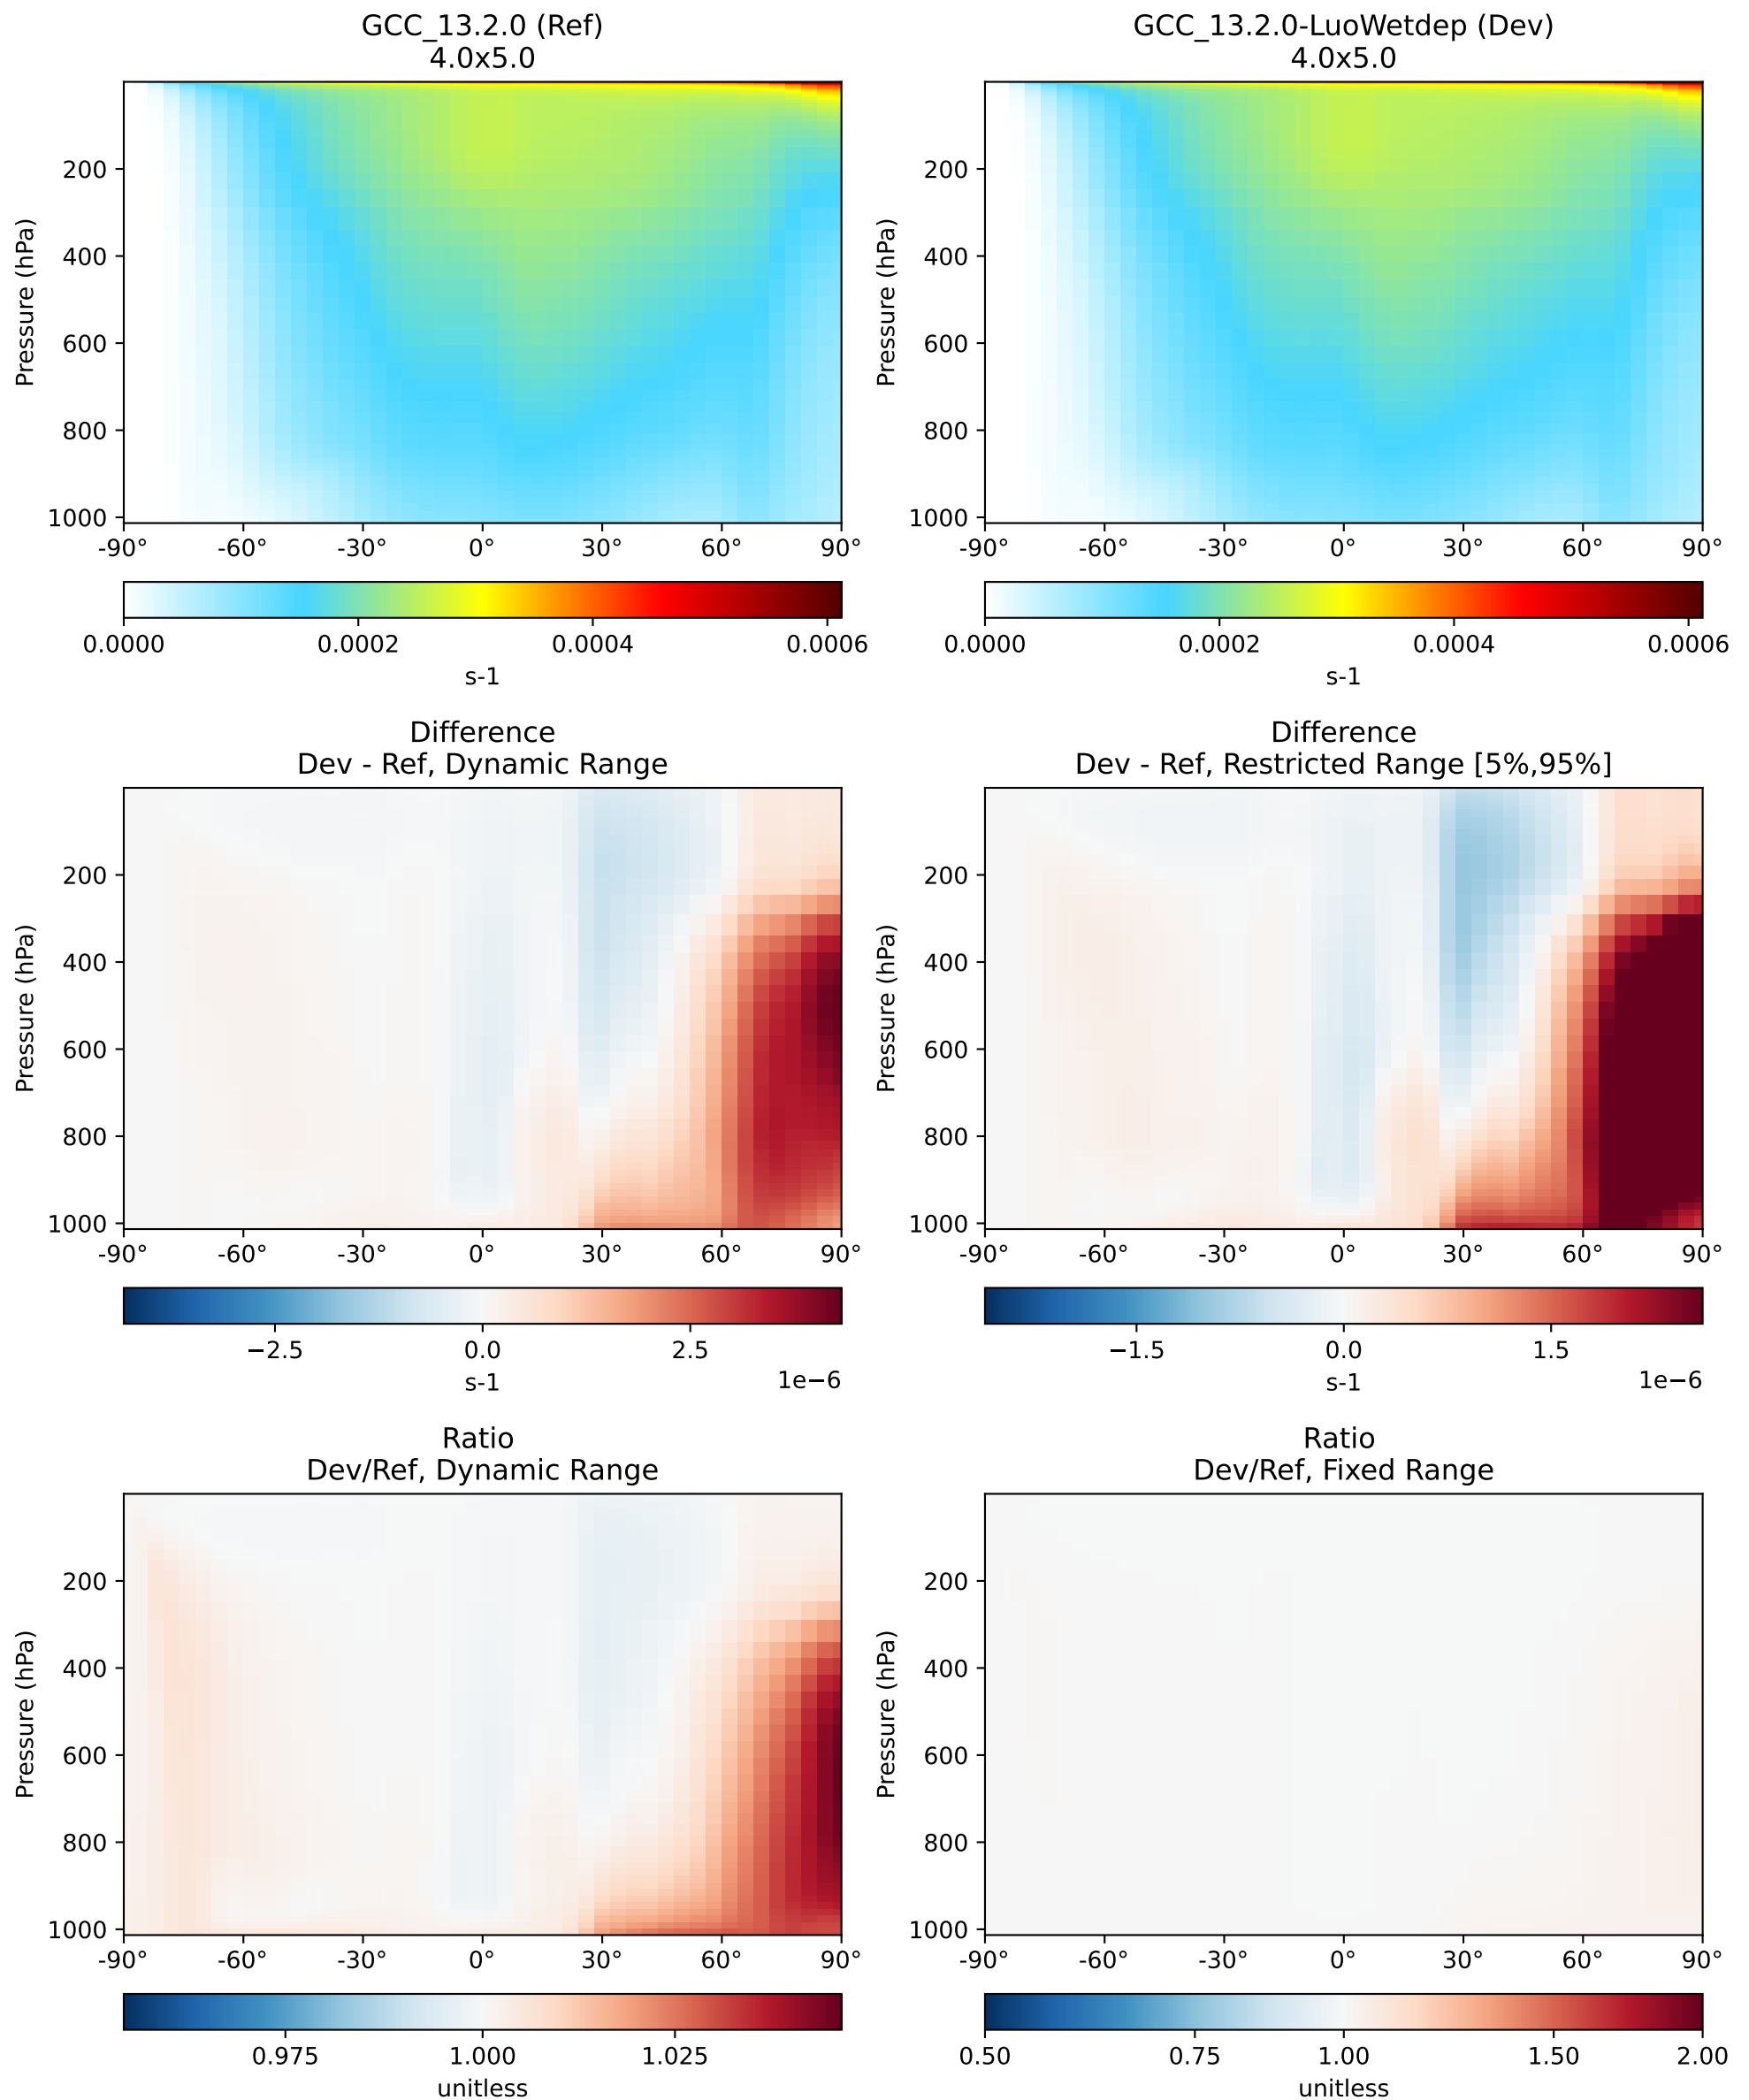 GCC_13.2.0 (Ref)
4.0x5.0
Pressure (hPa)
200
400
600
800
1000
-90° -60° -30° 0° 30° 60° 90°
0.0000 0.0002 0.0004 0.0006
s-1
GCC_13.2.0-LuoWetdep (Dev)
4.0x5.0
Pressure (hPa)
200
400
600
800
1000
-90° -60° -30° 0° 30° 60° 90°
0.0000 0.0002 0.0004 0.0006
s-1
Difference
Dev - Ref, Dynamic Range
Pressure (hPa)
200
400
600
800
1000
-90° -60° -30° 0° 30° 60° 90°
−2.5 0.0 2.5
s-1 1e−6
Difference
Dev - Ref, Restricted Range [5%,95%]
Pressure (hPa)
200
400
600
800
1000
-90° -60° -30° 0° 30° 60° 90°
−1.5 0.0 1.5
s-1 1e−6
Ratio
Dev/Ref, Dynamic Range
Pressure (hPa)
200
400
600
800
1000
-90° -60° -30° 0° 30° 60° 90°
0.975 1.000 1.025
unitless
Ratio
Dev/Ref, Fixed Range
Pressure (hPa)
200
400
600
800
1000
-90° -60° -30° 0° 30° 60° 90°
0.50 0.75 1.00 1.50 2.00
unitless